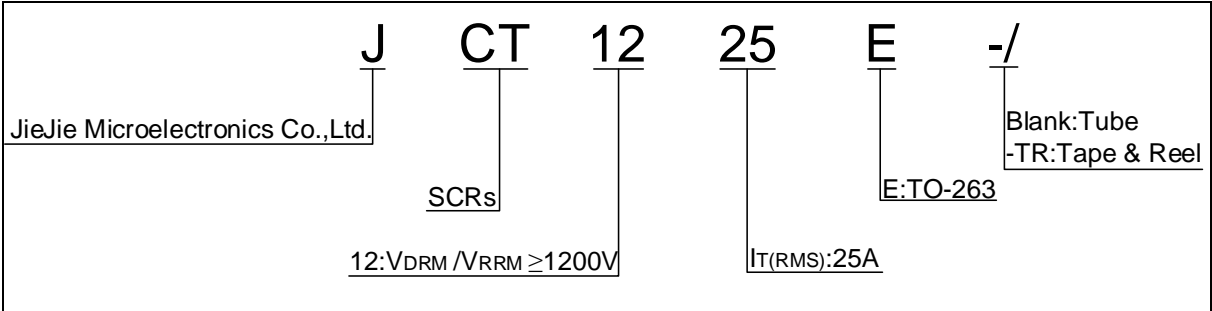 J CT 12 25 E -/
JieJie Microelectronics Co.,Ltd.
Blank:Tube
-TR:Tape & Reel
SCRs
E:TO-263
12:VDRM /VRRM ≥1200V
IT(RMS):25A